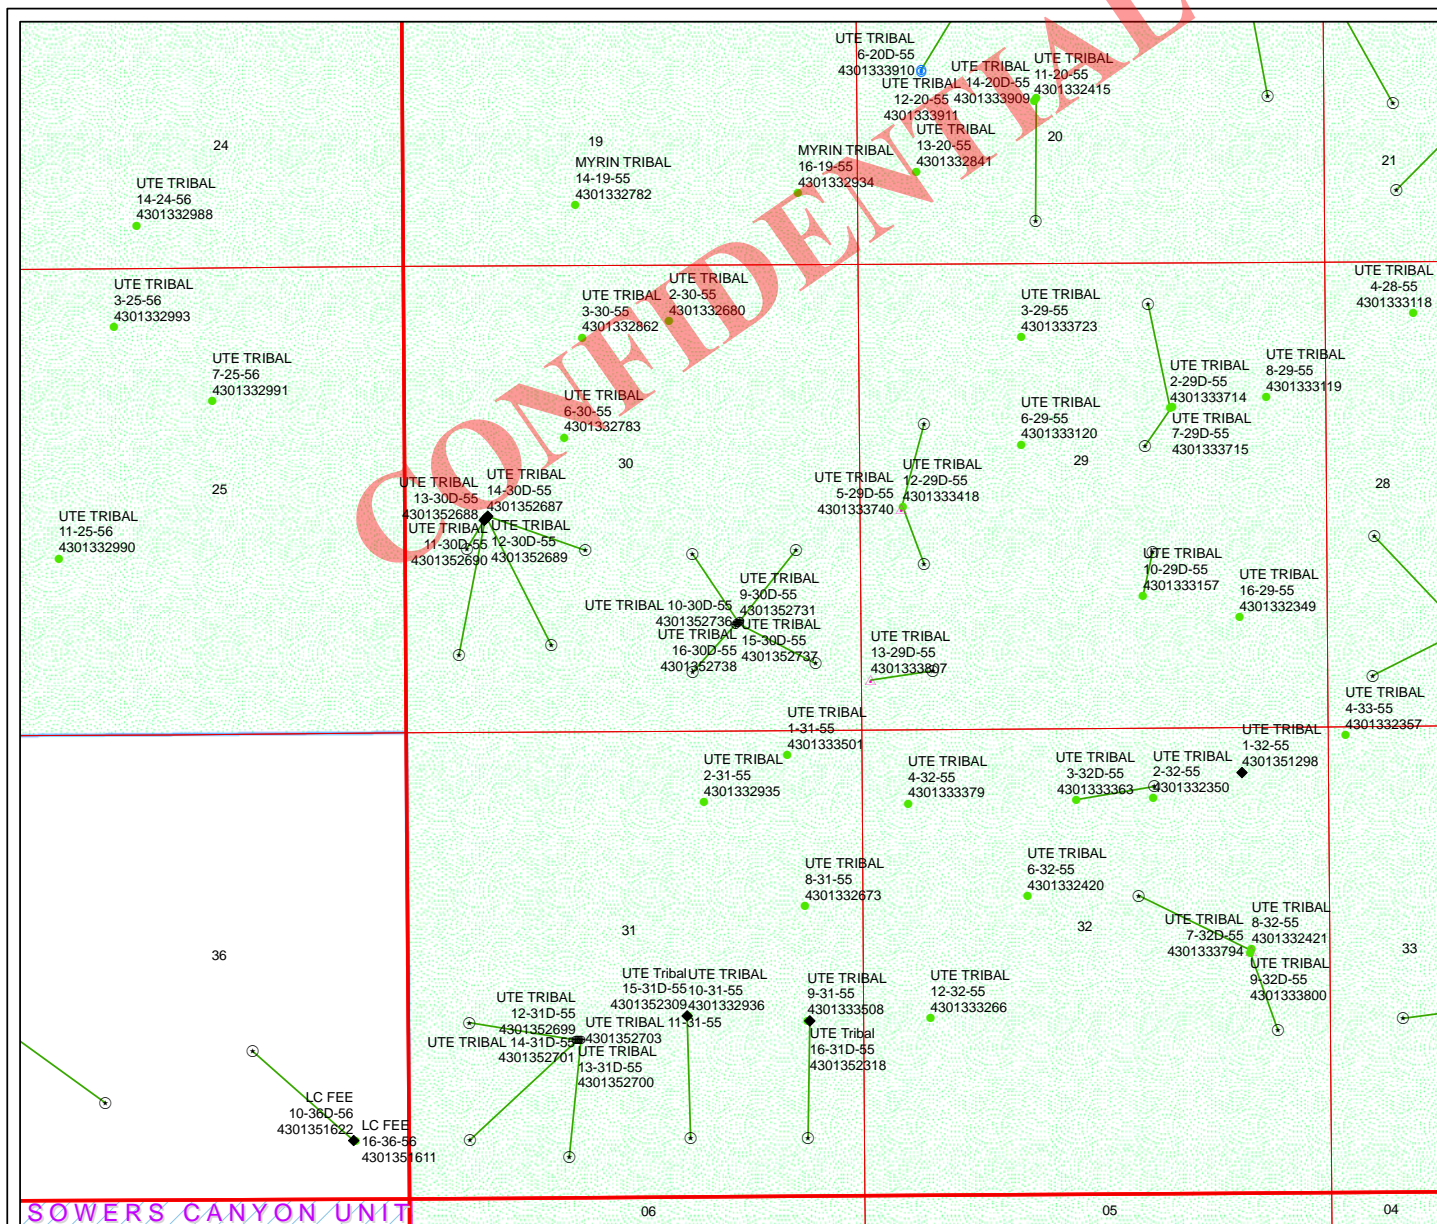 CONFIDENTIAL
UTE TRIBAL
6-20D-55
4301333910
UTE TRIBAL
12-20-55
4301333911
UTE TRIBAL
14-20D-55
4301333909
UTE TRIBAL
11-20-55
4301332415
20
UTE TRIBAL
13-20-55
4301332841
21
24
UTE TRIBAL
14-24-56
4301332988
19
MYRIN TRIBAL
14-19-55
4301332782
MYRIN TRIBAL
16-19-55
4301332934
UTE TRIBAL
3-25-56
4301332993
UTE TRIBAL
7-25-56
4301332991
25
UTE TRIBAL
11-25-56
4301332990
UTE TRIBAL
3-30-55
4301332862
UTE TRIBAL
2-30-55
4301332680
UTE TRIBAL
6-30-55
4301332783
30
UTE TRIBAL
13-30D-55
4301352688
UTE TRIBAL
14-30D-55
4301352687
UTE TRIBAL
11-30D-55
4301352690
UTE TRIBAL
12-30D-55
4301352689
UTE TRIBAL
9-30D-55
4301352731
UTE TRIBAL 10-30D-55
4301352736
UTE TRIBAL
16-30D-55
4301352738
UTE TRIBAL
15-30D-55
4301352737
UTE TRIBAL
3-29-55
4301333723
UTE TRIBAL
4-28-55
4301333118
UTE TRIBAL
2-29D-55
4301333714
UTE TRIBAL
8-29-55
4301333119
UTE TRIBAL
6-29-55
4301333120
UTE TRIBAL
7-29D-55
4301333715
29
28
UTE TRIBAL
5-29D-55
4301333740
UTE TRIBAL
12-29D-55
4301333418
UTE TRIBAL
10-29D-55
4301333157
UTE TRIBAL
16-29-55
4301332349
UTE TRIBAL
13-29D-55
4301333807
UTE TRIBAL
4-33-55
4301332357
UTE TRIBAL
1-31-55
4301333501
UTE TRIBAL
2-31-55
4301332935
UTE TRIBAL
4-32-55
4301333379
UTE TRIBAL
3-32D-55
4301333363
UTE TRIBAL
2-32-55
4301332350
UTE TRIBAL
1-32-55
4301351298
UTE TRIBAL
8-31-55
4301332673
UTE TRIBAL
6-32-55
4301332420
31
32
33
36
UTE TRIBAL
7-32D-55
4301333794
UTE TRIBAL
8-32-55
4301332421
UTE TRIBAL
9-32D-55
4301333800
UTE Tribal
15-31D-55
4301352309
UTE TRIBAL
10-31-55
4301332936
UTE TRIBAL
9-31-55
4301333508
UTE TRIBAL
12-32-55
4301333266
UTE TRIBAL
12-31D-55
4301352699
UTE TRIBAL 11-31-55
4301352703
UTE TRIBAL 14-31D-55
4301352701
UTE TRIBAL
13-31D-55
4301352700
UTE Tribal
16-31D-55
4301352318
LC FEE
10-36D-56
4301351622
LC FEE
16-36-56
4301351611
SOWERS CANYON UNIT
06
05
04